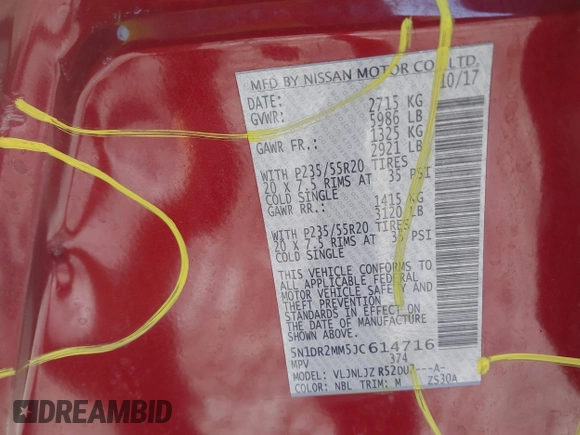 MFD BY NISSAN MOTOR CO., LTD.
DATE: 10/17
GVWR: 2715 KG
5986 LB
GAWR FR.: 1325 KG
2921 LB
WITH P235/55R20 TIRES
20 X 7.5 RIMS AT 35 PSI
COLD SINGLE
GAWR RR.: 1415 KG
3120 LB
WITH P235/55R20 TIRES
20 X 7.5 RIMS AT 35 PSI
COLD SINGLE
THIS VEHICLE CONFORMS TO
ALL APPLICABLE FEDERAL
MOTOR VEHICLE SAFETY AND
THEFT PREVENTION
STANDARDS IN EFFECT ON
THE DATE OF MANUFACTURE
SHOWN ABOVE.
5N1DR2MM5JC614716
MPV 374
MODEL: VLJNLJZ R52DU ---A-
COLOR: NBL TRIM: M ZS30A
DREAMBID